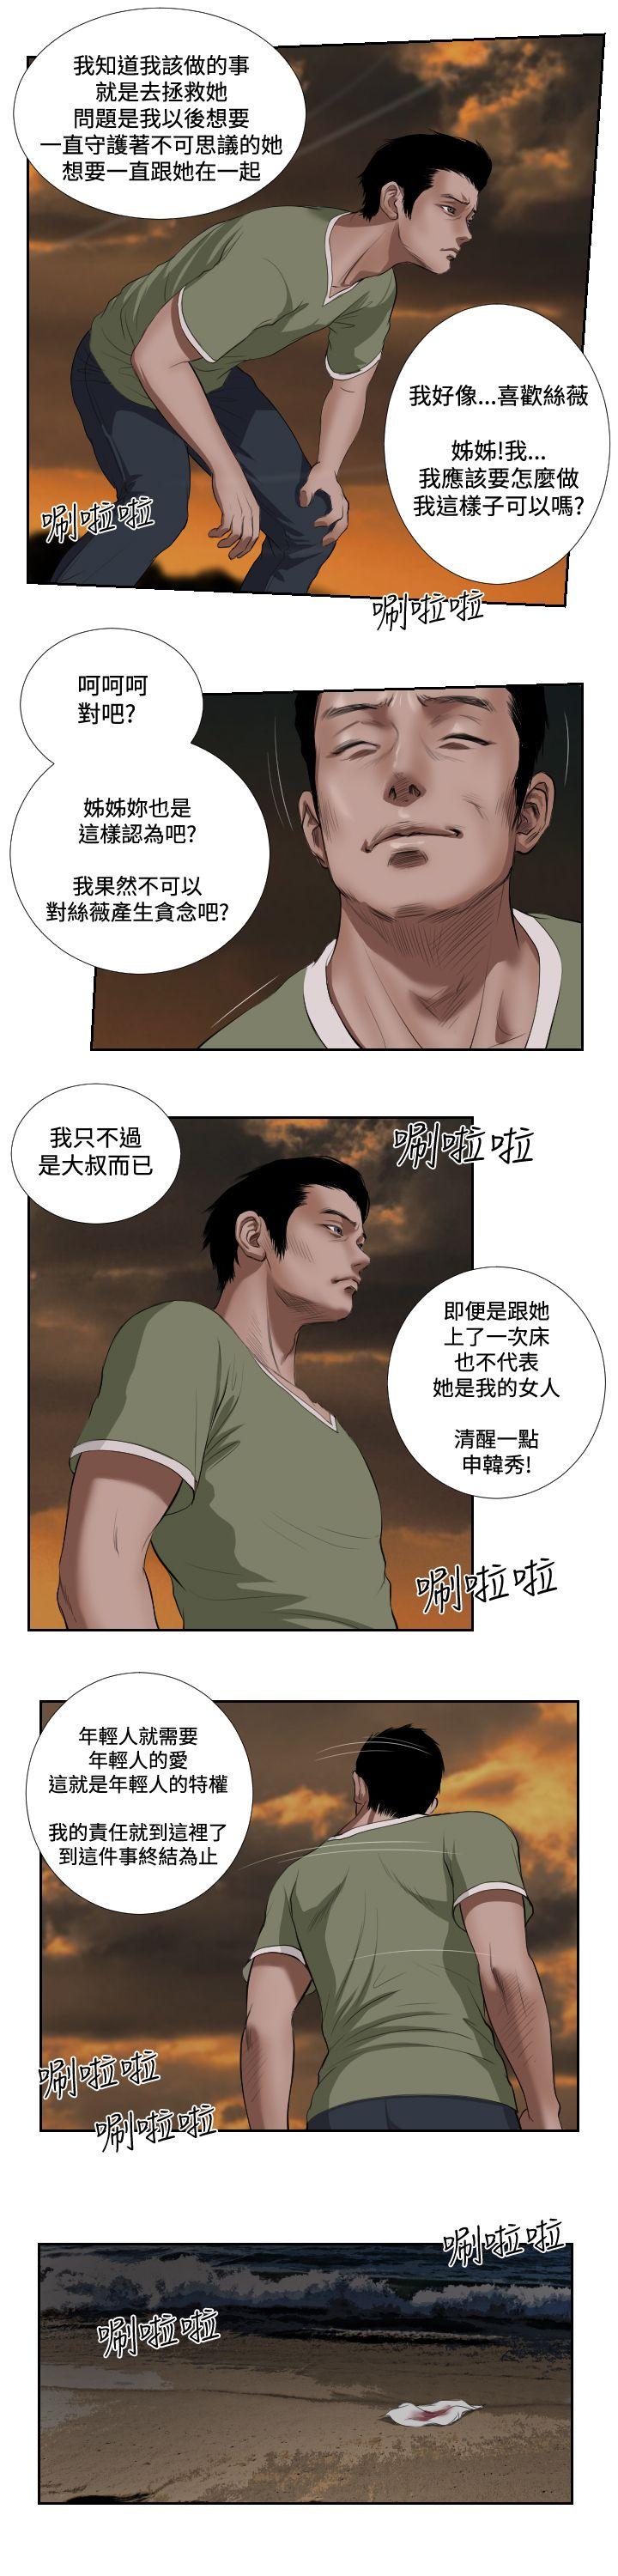 我知道我該做的事
就是去拯救她
問題是我以後想要
一直守護著不可思議的她
想要一直跟她在一起
我好像...喜歡絲薇
姊姊!我...
我應該要怎麼做
我這樣子可以嗎?
唰啦啦
唰啦啦
呵呵呵
對吧?
姊姊妳也是
這樣認為吧?
我果然不可以
對絲薇產生貪念吧?
我只不過
是大叔而已
唰啦啦
即便是跟她
上了一次床
也不代表
她是我的女人
清醒一點
申韓秀!
唰啦啦
年輕人就需要
年輕人的愛
這就是年輕人的特權
我的責任就到這裡了
到這件事終結為止
唰啦啦
唰啦啦
唰啦啦
唰啦啦